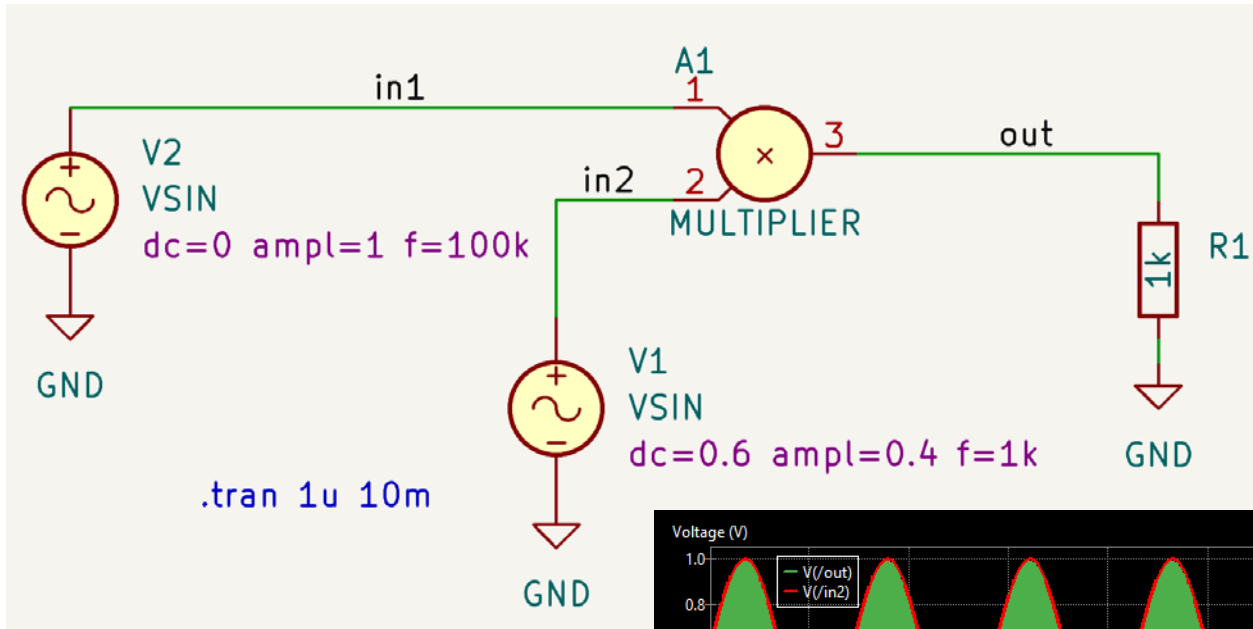 A1
in1
1
V2
VSIN
dc=0 ampl=1 f=100k
+
−
GND
in2
2
×
3
MULTIPLIER
out
R1
1k
GND
V1
VSIN
dc=0.6 ampl=0.4 f=1k
+
−
GND
.tran 1u 10m
Voltage (V)
1.0
V(/out)
V(/in2)
0.8